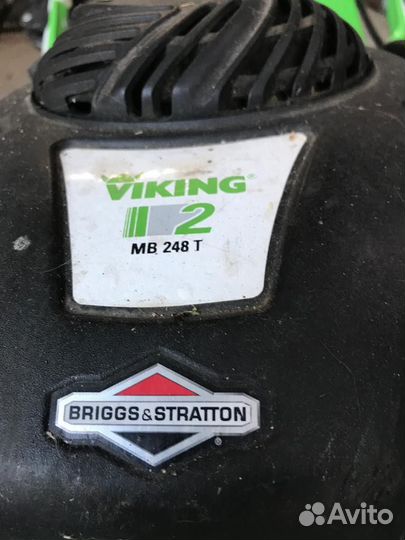 VIKING®
2
MB 248 T
BRIGGS & STRATTON®
Avito